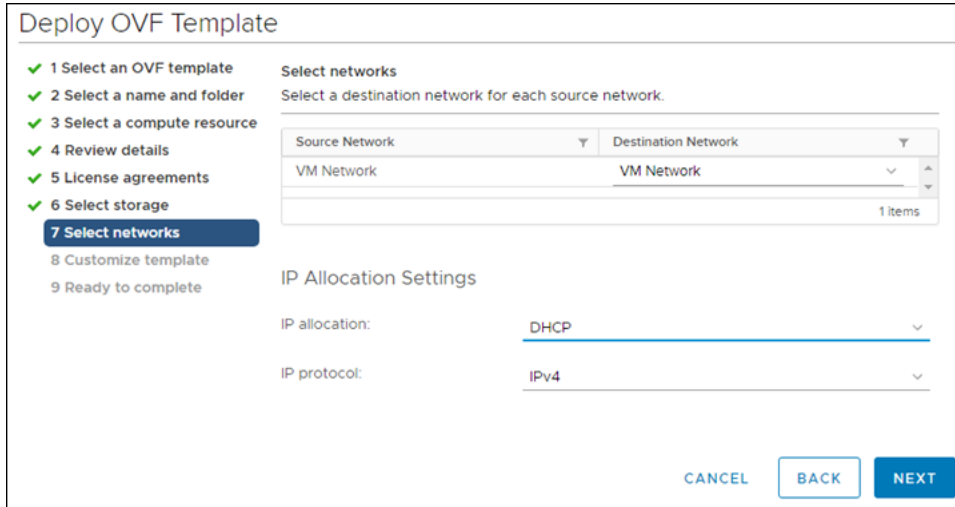 Deploy OVF Template
1 Select an OVF template
2 Select a name and folder
3 Select a compute resource
4 Review details
5 License agreements
6 Select storage
7 Select networks
8 Customize template
9 Ready to complete
Select networks
Select a destination network for each source network.
Source Network Destination Network
VM Network VM Network
1 items
IP Allocation Settings
IP allocation: DHCP
IP protocol: IPv4
CANCEL BACK NEXT